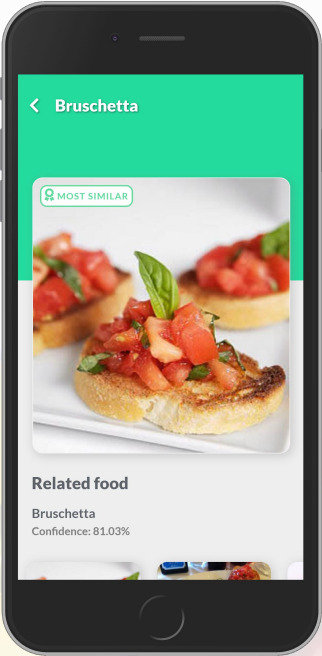 Bruschetta
MOST SIMILAR
Related food
Bruschetta
Confidence: 81.03%